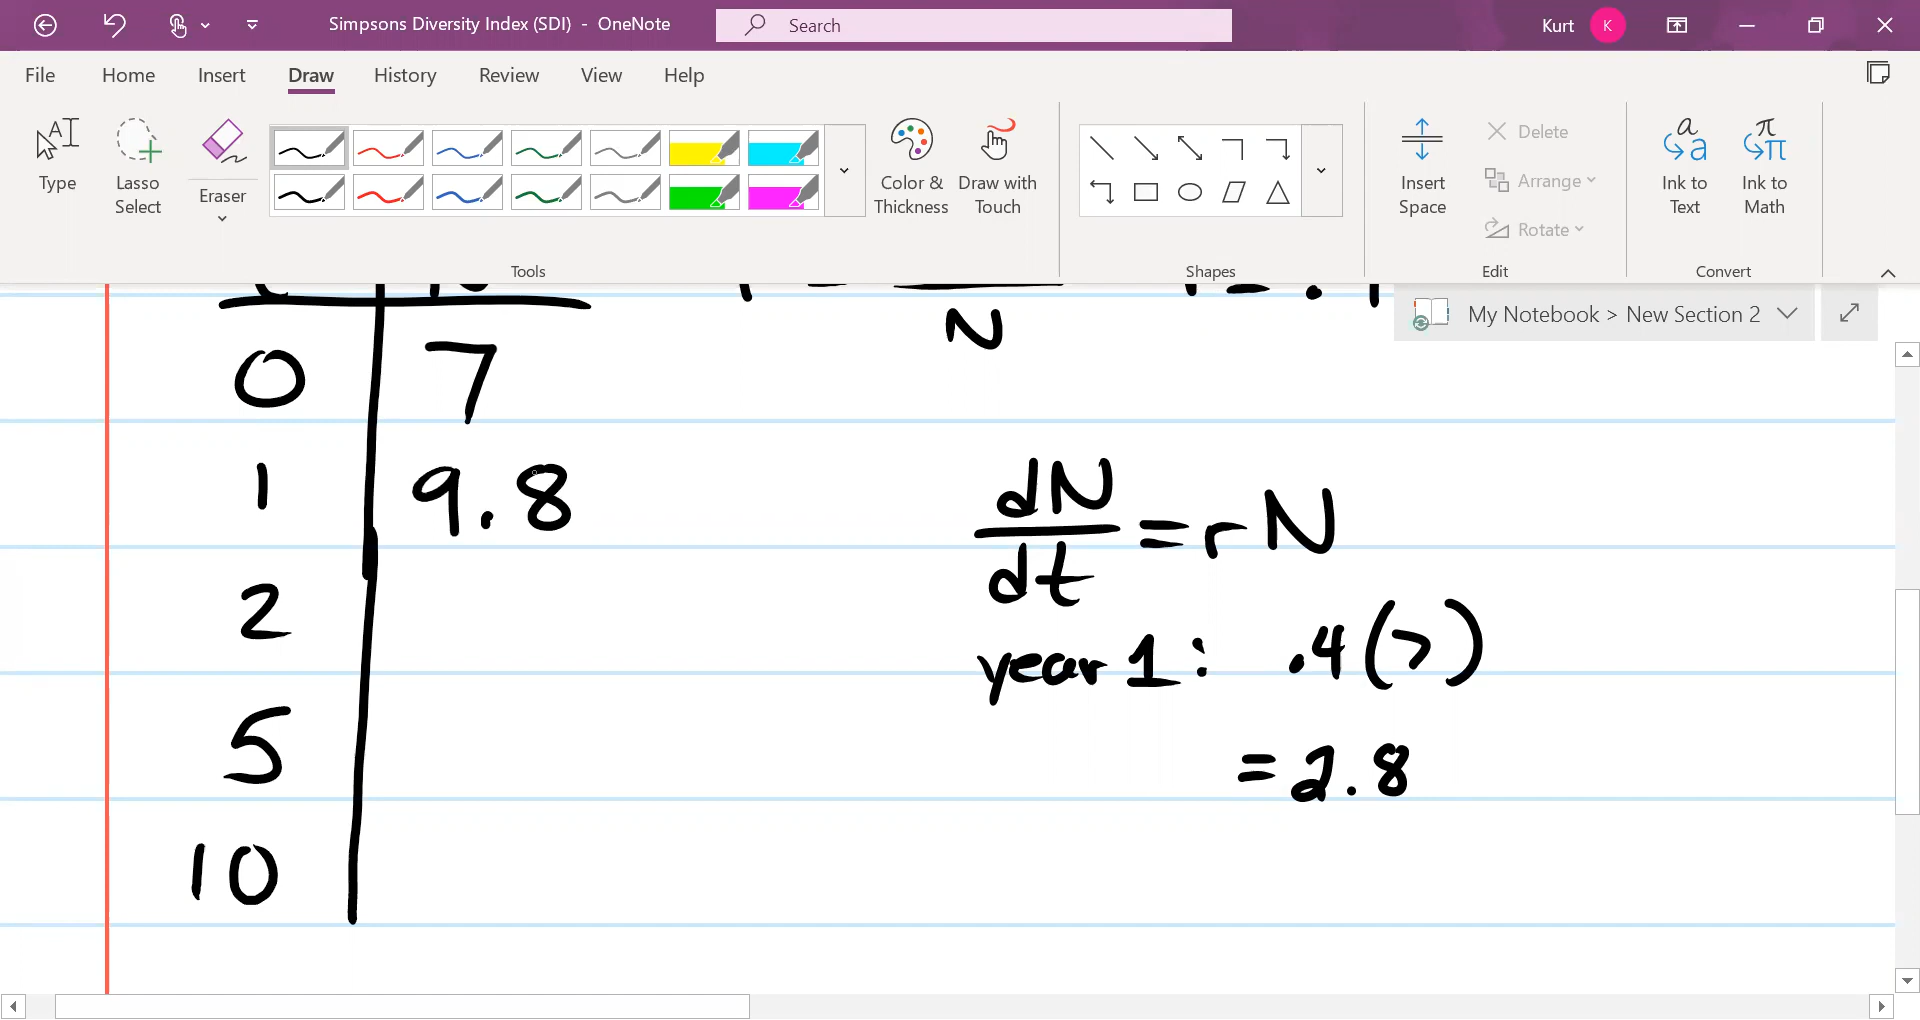 Simpsons Diversity Index (SDI) - OneNote
Search
Kurt K
File Home Insert Draw History Review View Help
Type
Lasso Select
Eraser
Color & Thickness
Draw with Touch
Insert Space
Delete
Arrange
Rotate
Ink to Text
Ink to Math
Tools Shapes Edit Convert
My Notebook > New Section 2
N
0 7
1 9.8
2
5
10
dN/dt = rN
year 1: .4(7)
= 2.8